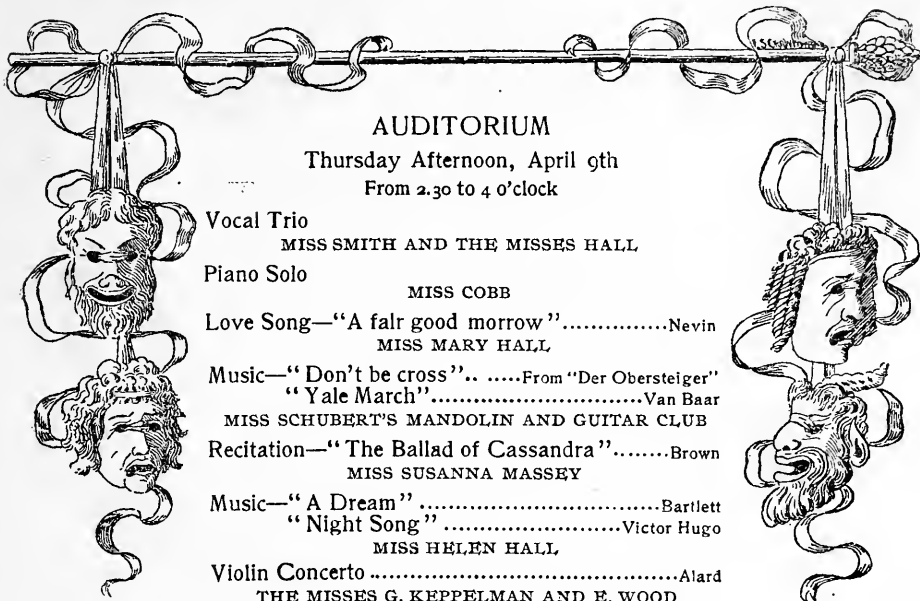 AUDITORIUM
Thursday Afternoon, April 9th
From 2.30 to 4 o'clock
Vocal Trio
MISS SMITH AND THE MISSES HALL
Piano Solo
MISS COBB
Love Song—“A fair good morrow”...............Nevin
MISS MARY HALL
Music—“Don't be cross”.. .....From “Der Obersteiger”
“Yale March”..............................Van Baar
MISS SCHUBERT'S MANDOLIN AND GUITAR CLUB
Recitation—“The Ballad of Cassandra”........Brown
MISS SUSANNA MASSEY
Music—“A Dream” ..................................Bartlett
“Night Song” .........................Victor Hugo
MISS HELEN HALL
Violin Concerto ...........................................Alard
THE MISSES G. KEPPELMAN AND E. WOOD